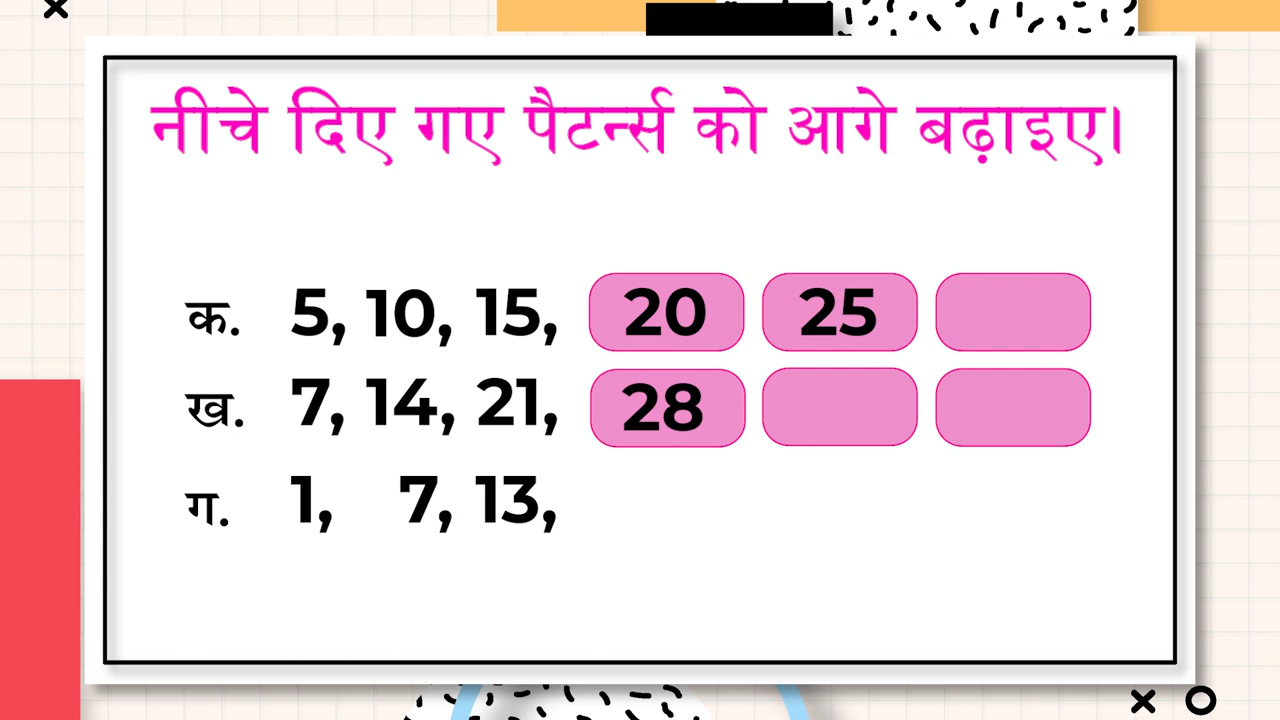 नीचे दिए गए पैटर्न्स को आगे बढ़ाइए।
क. 5, 10, 15, 20 25
ख. 7, 14, 21, 28
ग. 1, 7, 13,